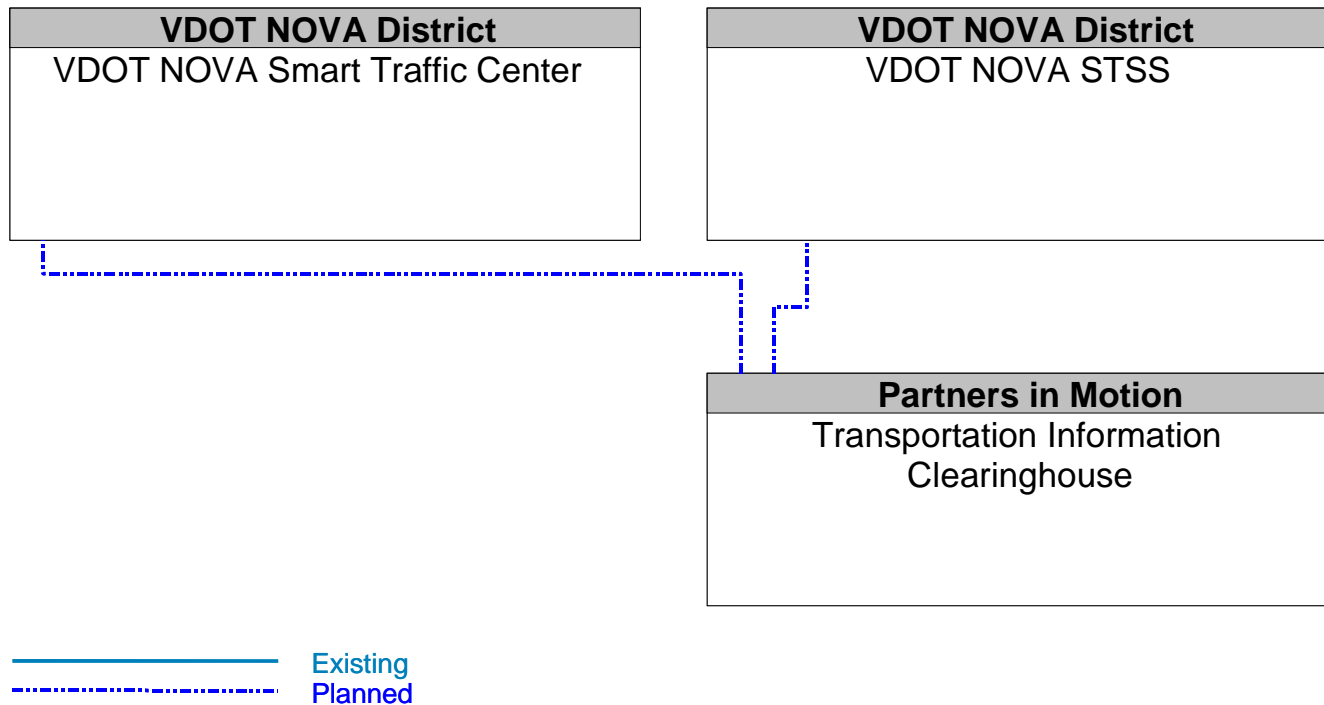 VDOT NOVA District
VDOT NOVA Smart Traffic Center
VDOT NOVA District
VDOT NOVA STSS
Partners in Motion
Transportation Information
Clearinghouse
Existing
Planned